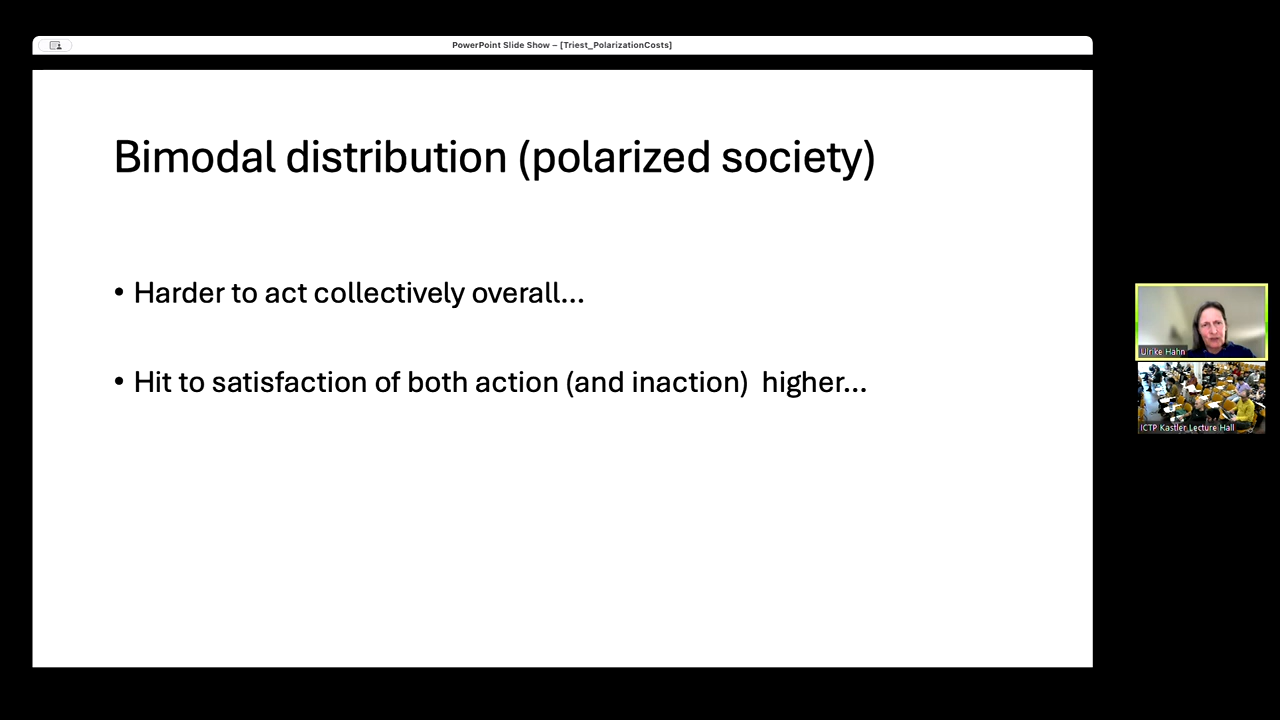 PowerPoint Slide Show – [Triest_PolarizationCosts]
Bimodal distribution (polarized society)
• Harder to act collectively overall…
• Hit to satisfaction of both action (and inaction)  higher…
Ulrike Hahn
ICTP Kastler Lecture Hall